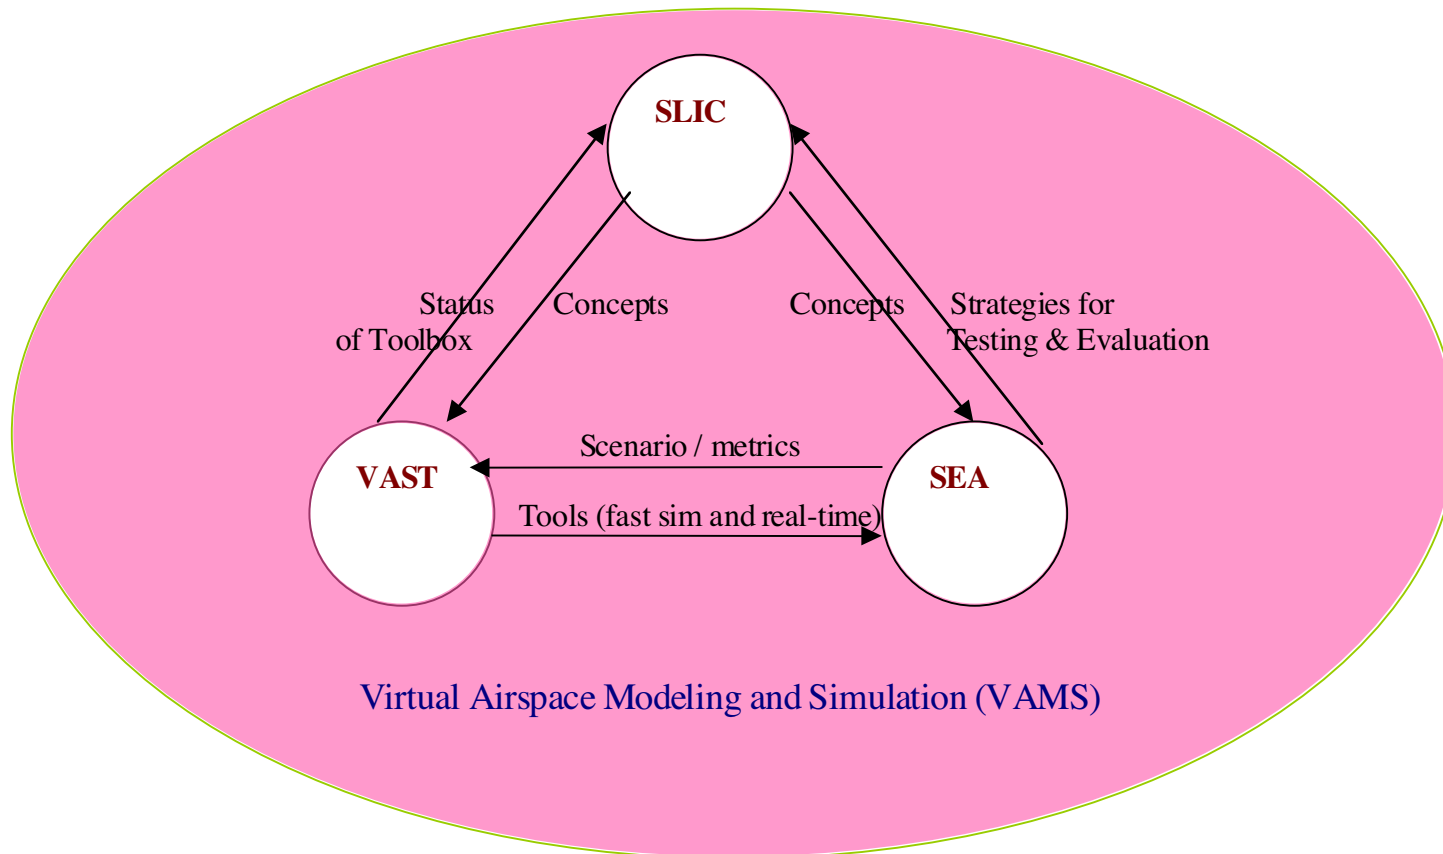 SLIC
Status
of Toolbox
Concepts
Concepts
Strategies for
Testing & Evaluation
Scenario / metrics
VAST
SEA
Tools (fast sim and real-time)
Virtual Airspace Modeling and Simulation (VAMS)